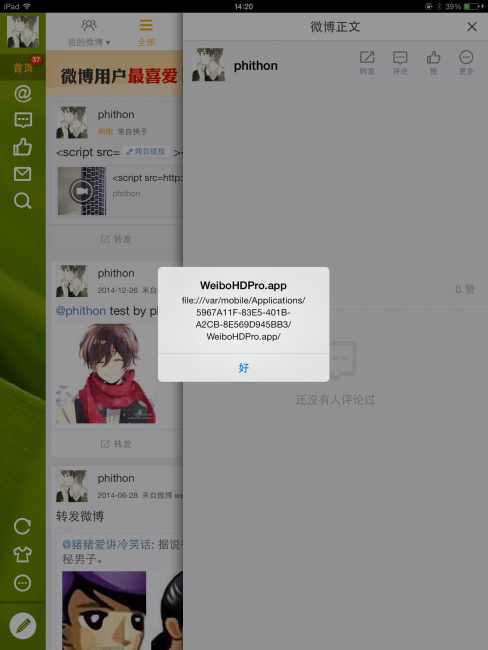 iPad
14:20
39%
我的微博
全部
微博正文
首页
37
微博用户最喜爱
phithon
转发
评论
赞
更多
phithon
刚刚 来自快手
<script src= 网页链接 >
<script src=http:
phithon
转发
phithon
2014-12-26 来自
@phithon test by
WeiboHDPro.app
file:///var/mobile/Applications/
5967A11F-83E5-401B-
A2CB-8E569D945BB3/
WeiboHDPro.app/
好
0 赞
还没有人评论过
转发
phithon
2014-06-28 来自微博 we
转发微博
@猪猪爱讲冷笑话: 据说
秘男子。